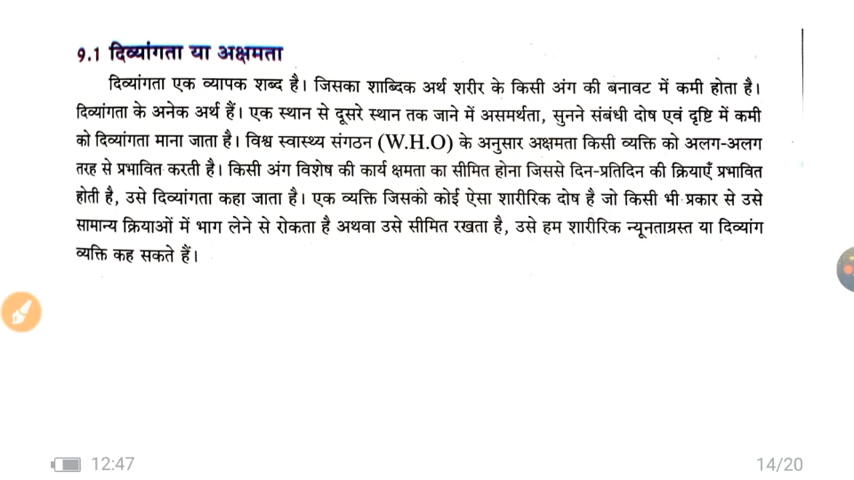 9.1 दिव्यांगता या अक्षमता
दिव्यांगता एक व्यापक शब्द है। जिसका शाब्दिक अर्थ शरीर के किसी अंग की बनावट में कमी होता है।
दिव्यांगता के अनेक अर्थ हैं। एक स्थान से दूसरे स्थान तक जाने में असमर्थता, सुनने संबंधी दोष एवं दृष्टि में कमी
को दिव्यांगता माना जाता है। विश्व स्वास्थ्य संगठन (W.H.O) के अनुसार अक्षमता किसी व्यक्ति को अलग-अलग
तरह से प्रभावित करती है। किसी अंग विशेष की कार्य क्षमता का सीमित होना जिससे दिन-प्रतिदिन की क्रियाएँ प्रभावित
होती है, उसे दिव्यांगता कहा जाता है। एक व्यक्ति जिसको कोई ऐसा शारीरिक दोष है जो किसी भी प्रकार से उसे
सामान्य क्रियाओं में भाग लेने से रोकता है अथवा उसे सीमित रखता है, उसे हम शारीरिक न्यूनताग्रस्त या दिव्यांग
व्यक्ति कह सकते हैं।
12:47
14/20